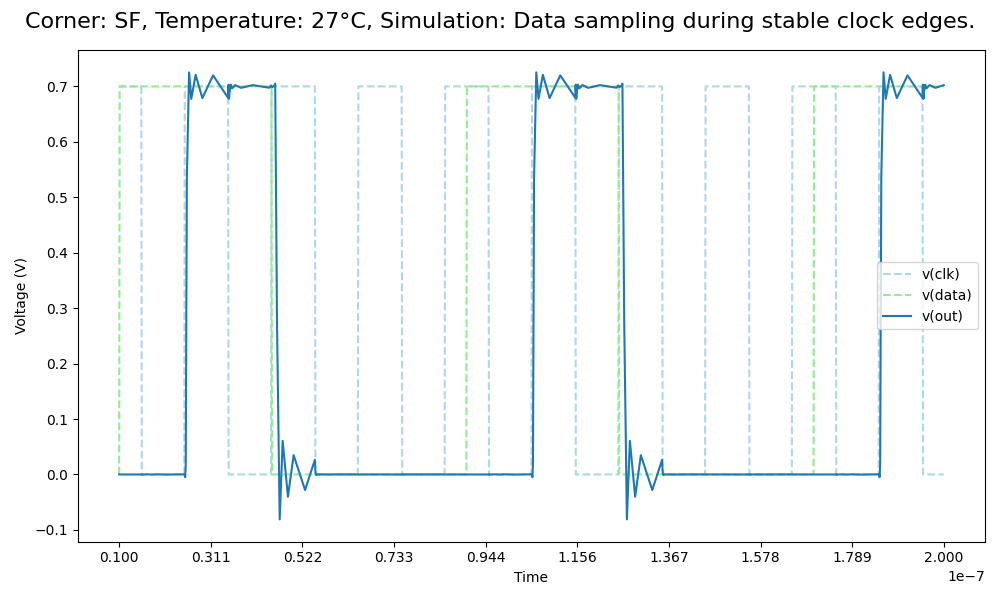 Corner: SF, Temperature: 27°C, Simulation: Data sampling during stable clock edges.
Voltage (V)
0.7
0.6
0.5
0.4
0.3
0.2
0.1
0.0
−0.1
v(clk)
v(data)
v(out)
0.100 0.311 0.522 0.733 0.944 1.156 1.367 1.578 1.789 2.000
Time
1e−7